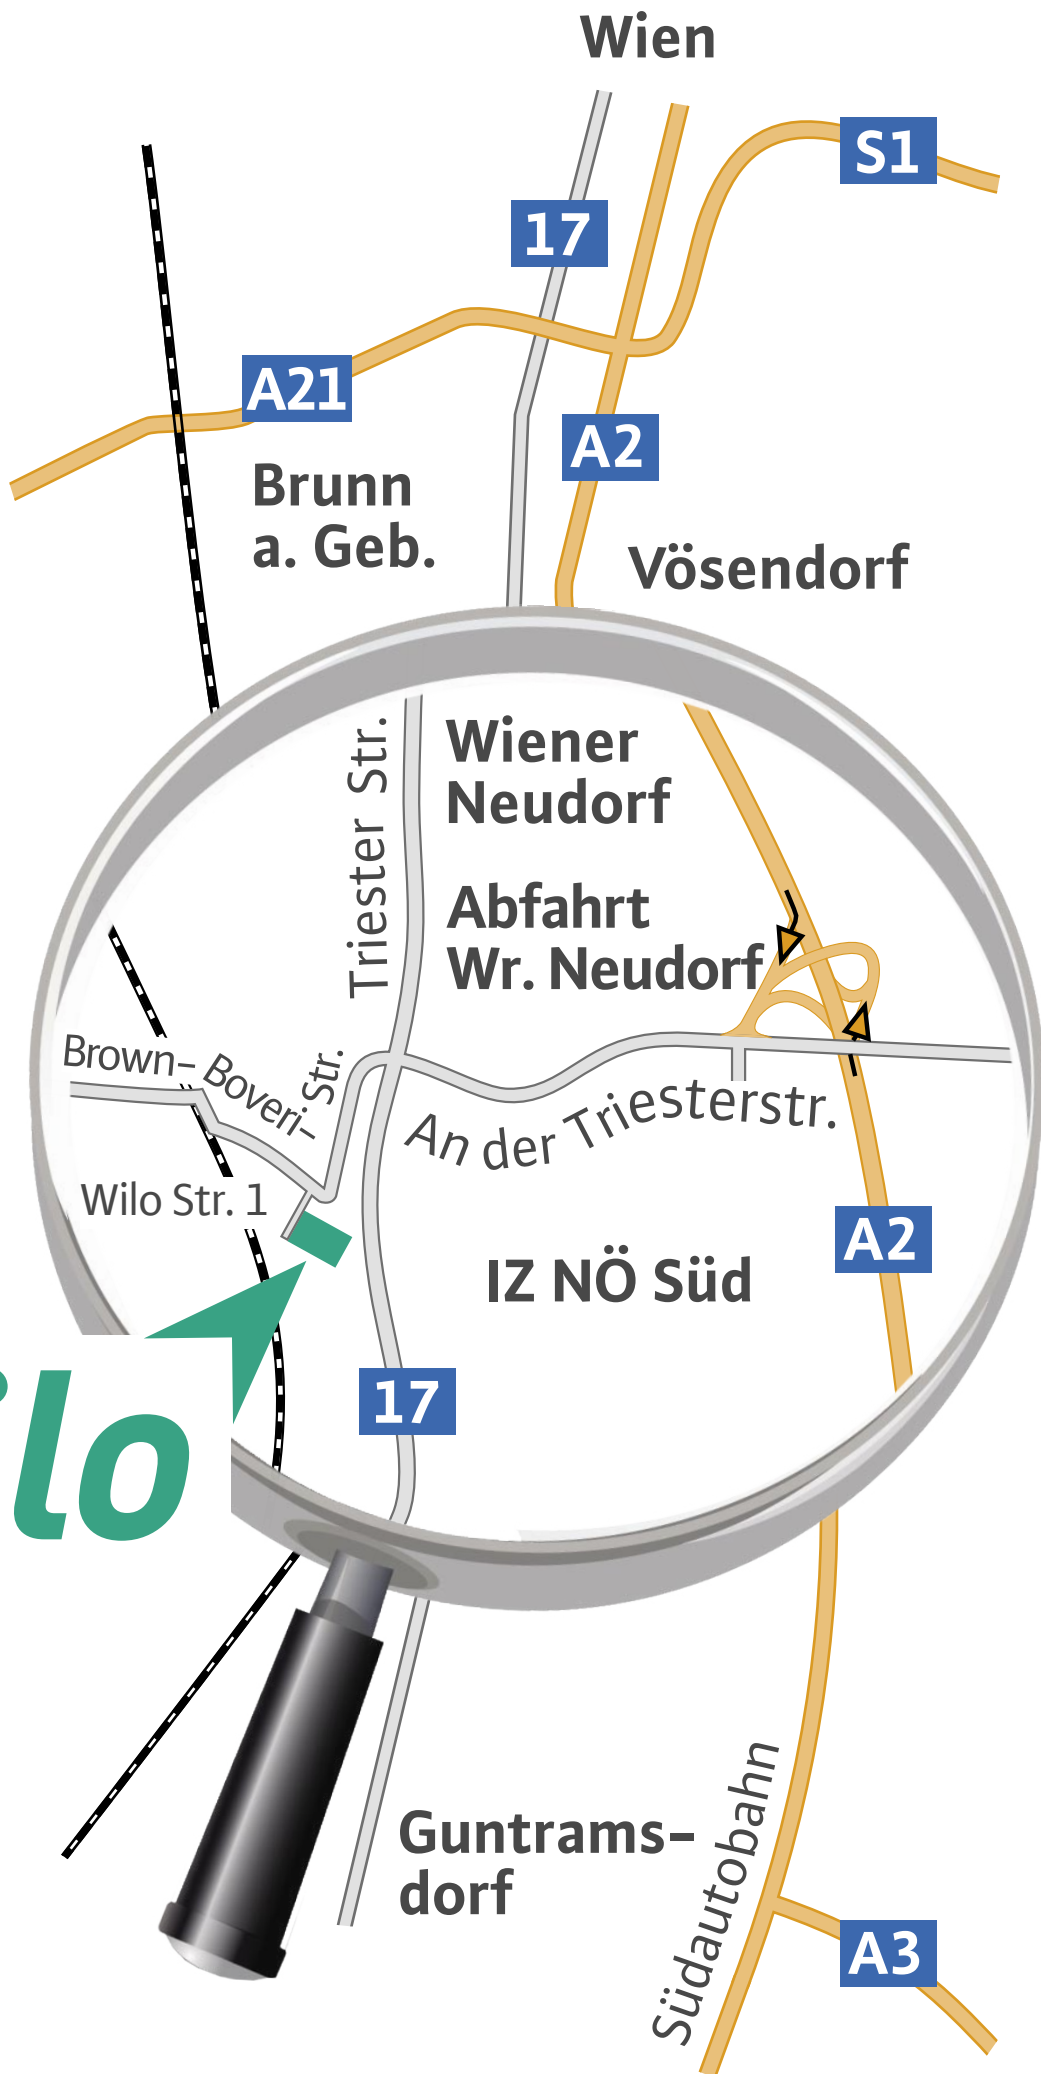 Wien
S1
17
A21
A2
Brunn
a. Geb.
Vösendorf
Triester Str.
Wiener
Neudorf
Abfahrt
Wr. Neudorf
Brown–Boveri–Str.
An der Triesterstr.
Wilo Str. 1
A2
IZ NÖ Süd
17
ilo
Guntrams–
dorf
Südautobahn
A3